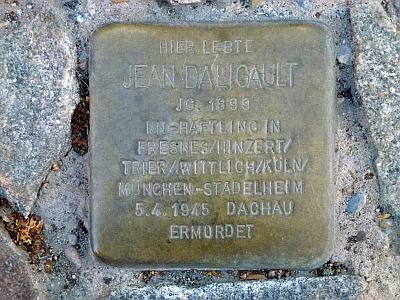 HIER LEBTE
JEAN DALIGAULT
JG. 1899
NN-HÄFTLING IN
FRESNES/HINZERT/
TRIER/WITTLICH/KÖLN/
MÜNCHEN-STADELHEIM
5.4.1945 DACHAU
ERMORDET